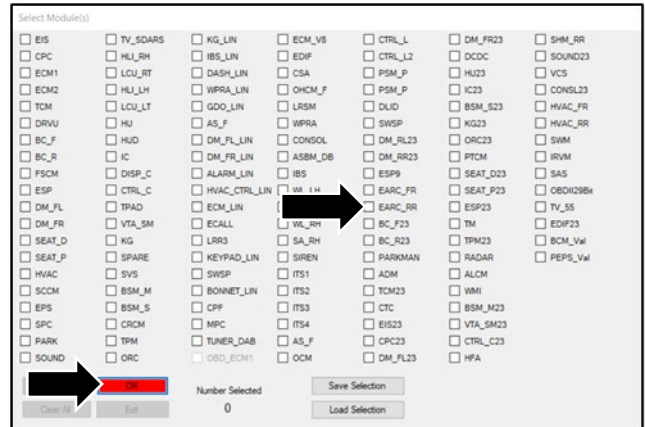 Select Module(s)
EIS TV_SDARS KG_LIN ECM_V8 CTRL_L DM_FR23 SHM_RR
CPC HLI_RH IBS_LIN EDIF CTRL_L2 DCDC SOUND23
ECM1 LCU_RT DASH_LIN CSA PSM_P HU23 VCS
ECM2 HLI_LH WPRA_LIN OHCM_F PSM_P IC23 CONSL23
TCM LCU_LT GDO_LIN LRSM DLID BSM_S23 HVAC_FR
DRVU HU AS_F WPRA SWSP KG23 HVAC_RR
BC_F HUD DM_FL_LIN CONSOL DM_RL23 ORC23 SWM
BC_R IC DM_FR_LIN ASBM_DB DM_RR23 PTCM IRVM
FSCM DISP_C ALARM_LIN IBS ESP9 SEAT_D23 SAS
ESP CTRL_C HVAC_CTRL_LIN WL_LH EARC_FR SEAT_P23 OBDII29Bit
DM_FL TPAD ECM_LIN EARC_RR ESP23 TV_55
DM_FR VTA_SM ECALL WL_RH BC_F23 TM EDIF23
SEAT_D KG LRR3 SA_RH BC_R23 TPM23 BCM_Val
SEAT_P SPARE KEYPAD_LIN SIREN PARKMAN RADAR PEPS_Val
HVAC SVS SWSP ITS1 ADM ALCM
SCCM BSM_M BONNET_LIN ITS2 TCM23 WMI
EPS BSM_S CPF ITS3 CTC BSM_M23
SPC CRCM MPC ITS4 EIS23 VTA_SM23
PARK TPM TUNER_DAB AS_F CPC23 CTRL_C23
SOUND ORC OBD_ECM1 OCM DM_FL23 HFA
OK Number Selected Save Selection
Clear All Exit 0 Load Selection